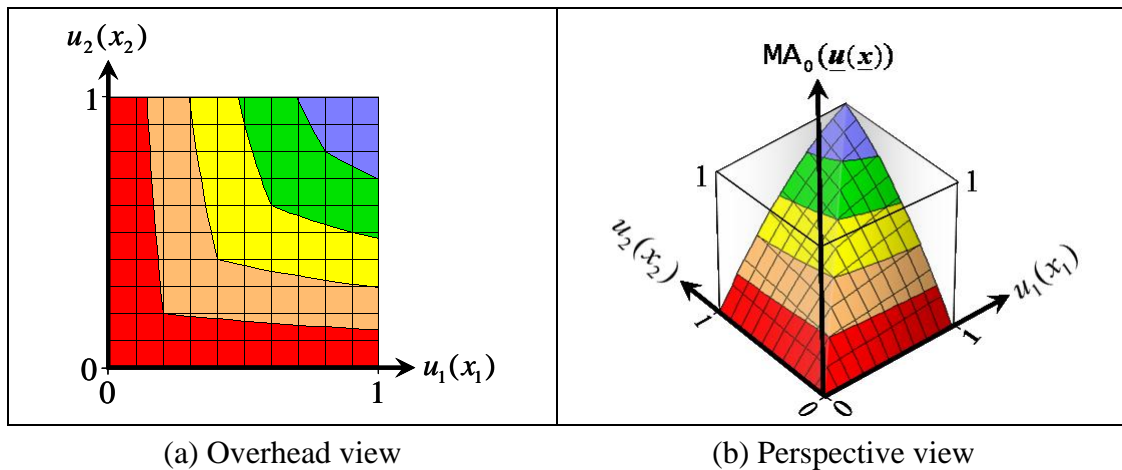 u₂(x₂)
1
0
0
1
u₁(x₁)
MA₀(u(x))
1
1
u₂(x₂)
u₁(x₁)
1
1
0
0
(a) Overhead view
(b) Perspective view